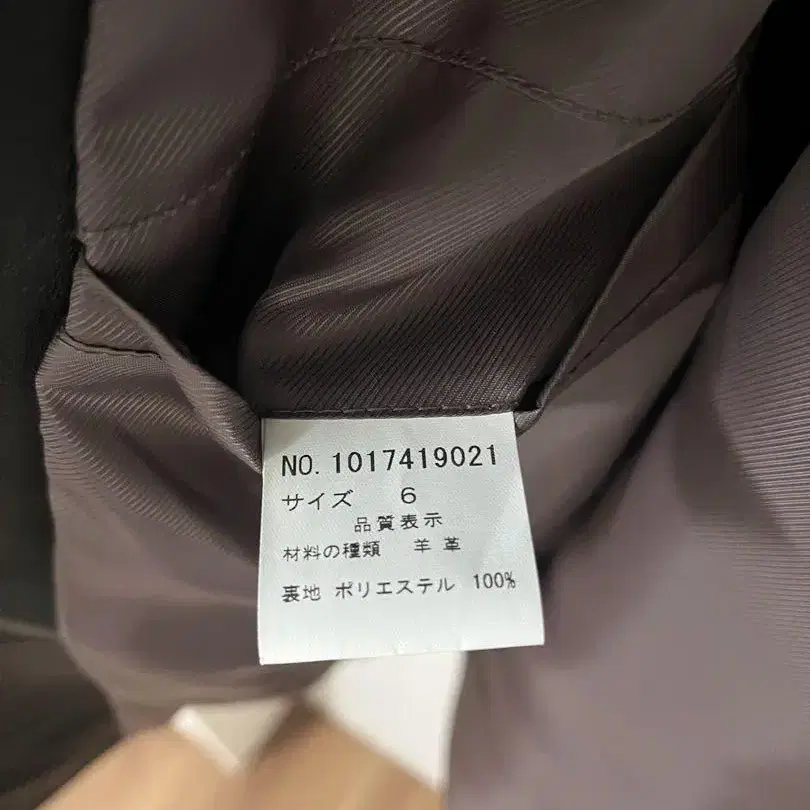 NO. 1017419021
サイズ 6
品質表示
材料の種類 羊革
裏地 ポリエステル 100%